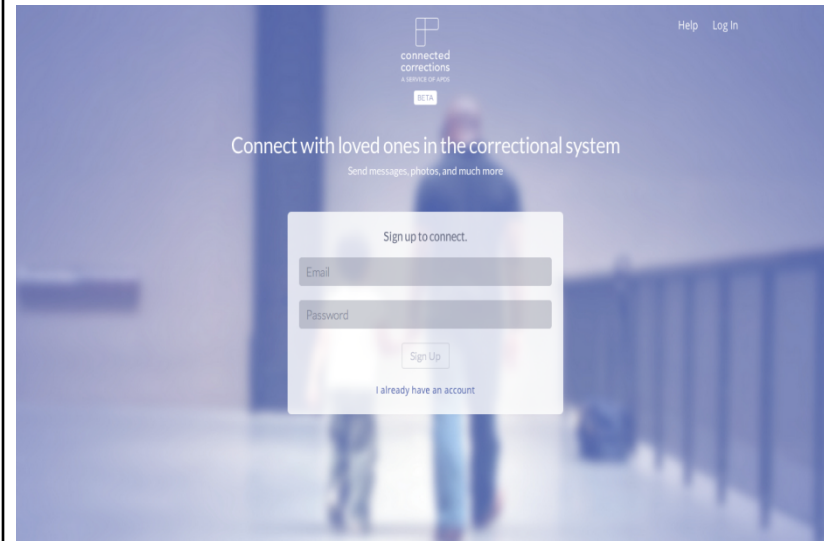 Help Log In
connected
corrections
A SERVICE OF APDS
BETA
Connect with loved ones in the correctional system
Send messages, photos, and much more
Sign up to connect.
Email
Password
Sign Up
I already have an account